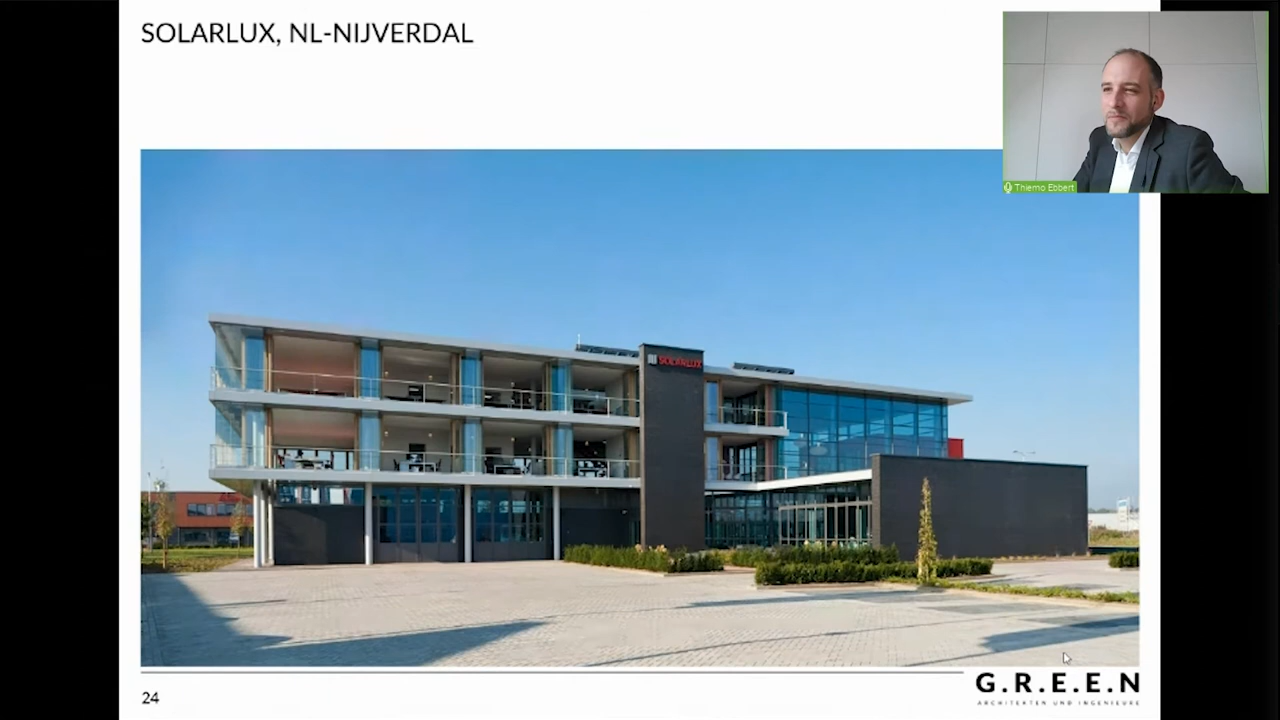 SOLARLUX, NL-NIJVERDAL
Thiemo Ebbert
SOLARLUX
24
G.R.E.E.N
ARCHITEKTEN UND INGENIEURE